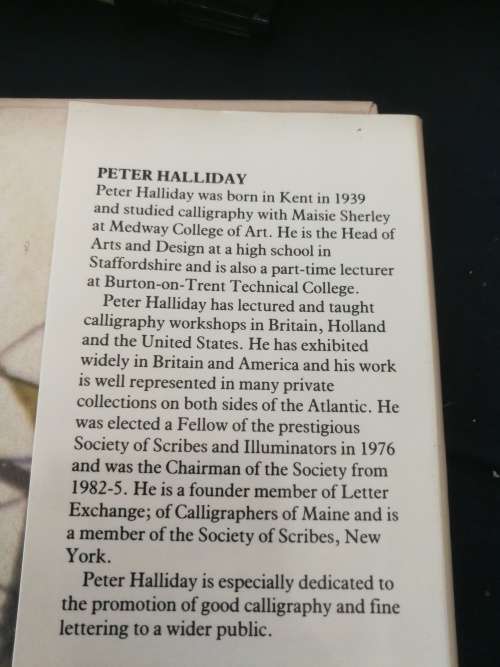 PETER HALLIDAY
Peter Halliday was born in Kent in 1939
and studied calligraphy with Maisie Sherley
at Medway College of Art. He is the Head of
Arts and Design at a high school in
Staffordshire and is also a part-time lecturer
at Burton-on-Trent Technical College.
Peter Halliday has lectured and taught
calligraphy workshops in Britain, Holland
and the United States. He has exhibited
widely in Britain and America and his work
is well represented in many private
collections on both sides of the Atlantic. He
was elected a Fellow of the prestigious
Society of Scribes and Illuminators in 1976
and was the Chairman of the Society from
1982-5. He is a founder member of Letter
Exchange; of Calligraphers of Maine and is
a member of the Society of Scribes, New
York.
Peter Halliday is especially dedicated to
the promotion of good calligraphy and fine
lettering to a wider public.